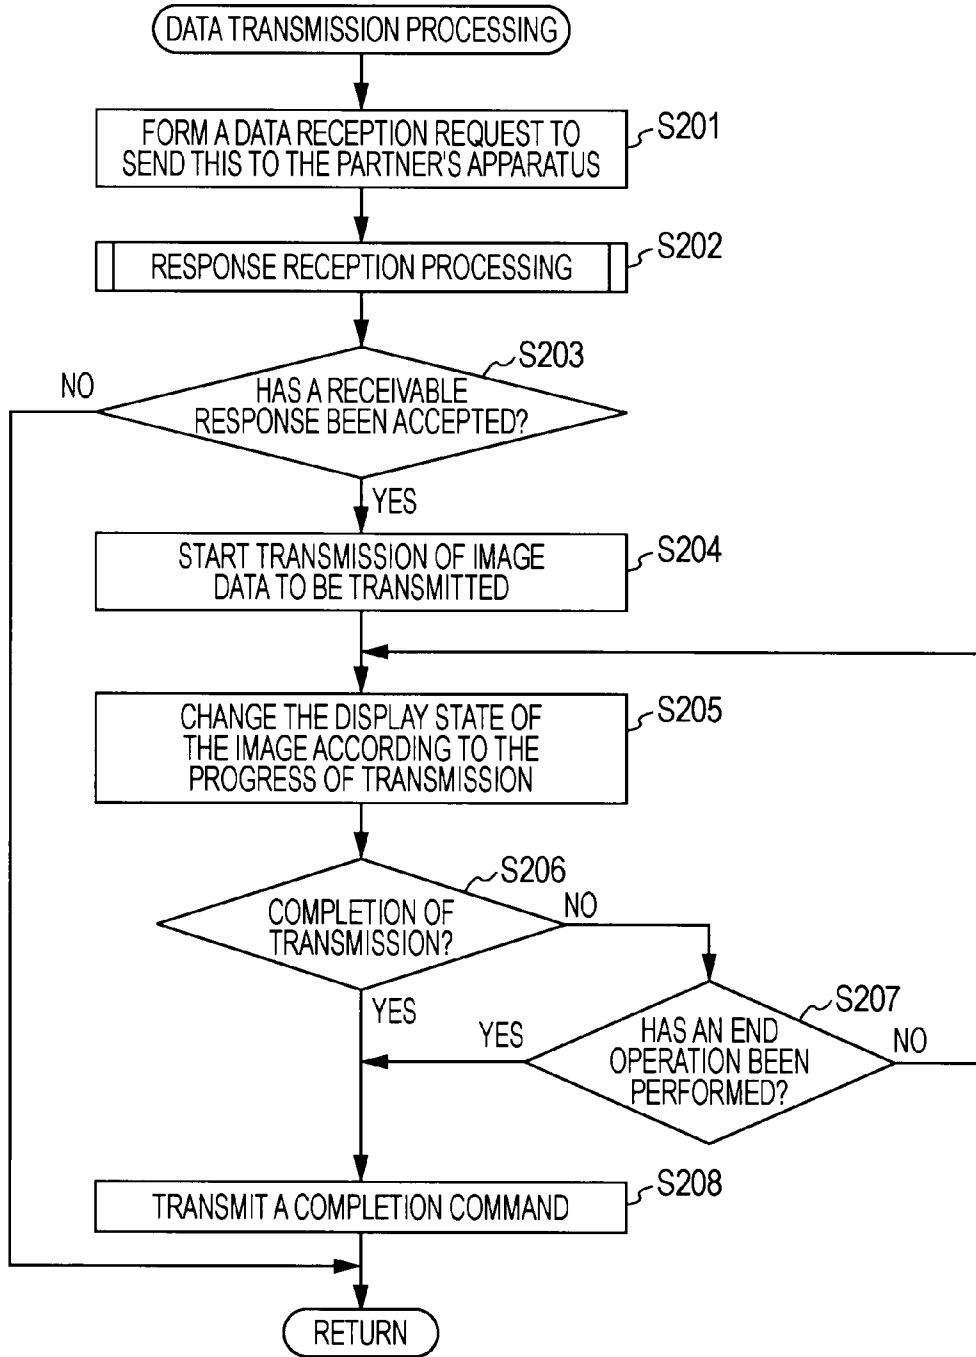 DATA TRANSMISSION PROCESSING
FORM A DATA RECEPTION REQUEST TO
SEND THIS TO THE PARTNER'S APPARATUS
S201
RESPONSE RECEPTION PROCESSING
S202
S203
NO
HAS A RECEIVABLE
RESPONSE BEEN ACCEPTED?
YES
START TRANSMISSION OF IMAGE
DATA TO BE TRANSMITTED
S204
CHANGE THE DISPLAY STATE OF
THE IMAGE ACCORDING TO THE
PROGRESS OF TRANSMISSION
S205
S206
COMPLETION OF
TRANSMISSION?
NO
YES
S207
YES
HAS AN END
OPERATION BEEN
PERFORMED?
NO
TRANSMIT A COMPLETION COMMAND
S208
RETURN